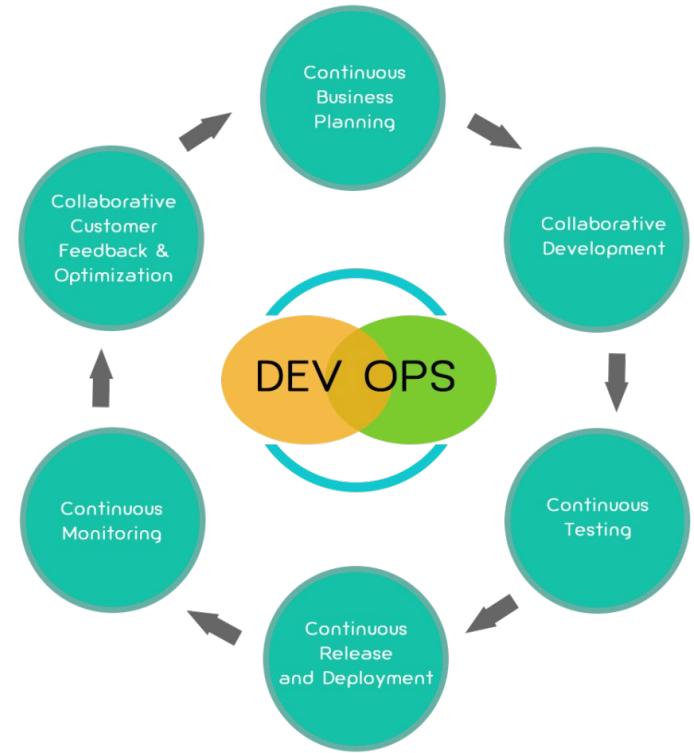 Continuous
Business
Planning
Collaborative
Customer
Feedback &
Optimization
Collaborative
Development
DEV OPS
Continuous
Monitoring
Continuous
Testing
Continuous
Release
and Deployment